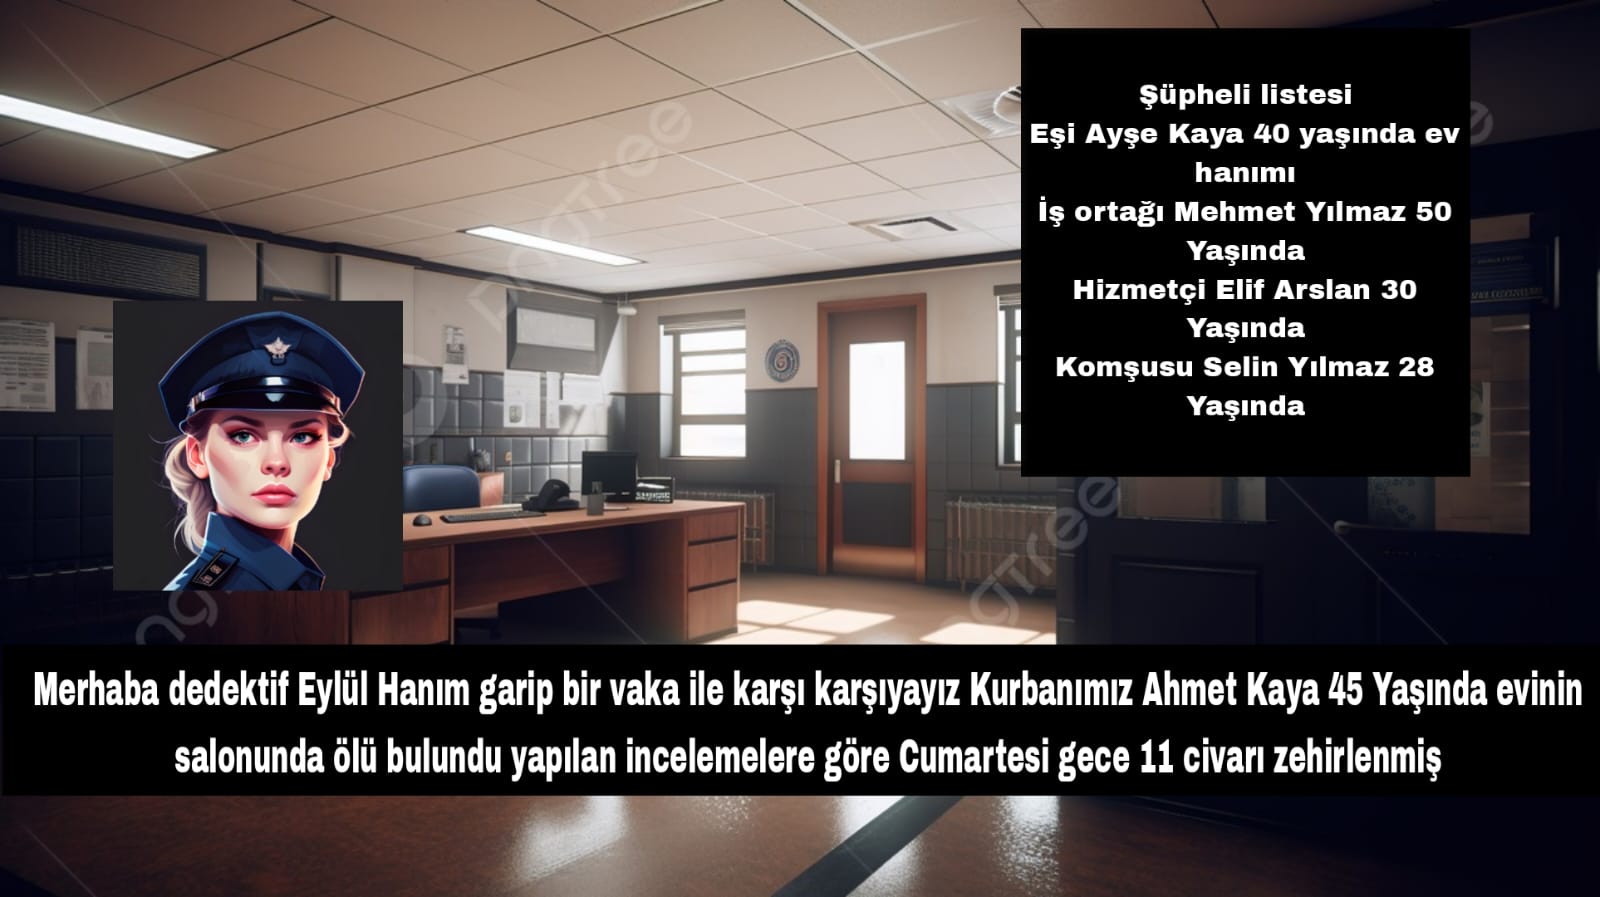 Şüpheli listesi
Eşi Ayşe Kaya 40 yaşında ev
hanımı
İş ortağı Mehmet Yılmaz 50
Yaşında
Hizmetçi Elif Arslan 30
Yaşında
Komşusu Selin Yılmaz 28
Yaşında
Merhaba dedektif Eylül Hanım garip bir vaka ile karşı karşıyayız Kurbanımız Ahmet Kaya 45 Yaşında evinin
salonunda ölü bulundu yapılan incelemelere göre Cumartesi gece 11 civarı zehirlenmiş
pngtree